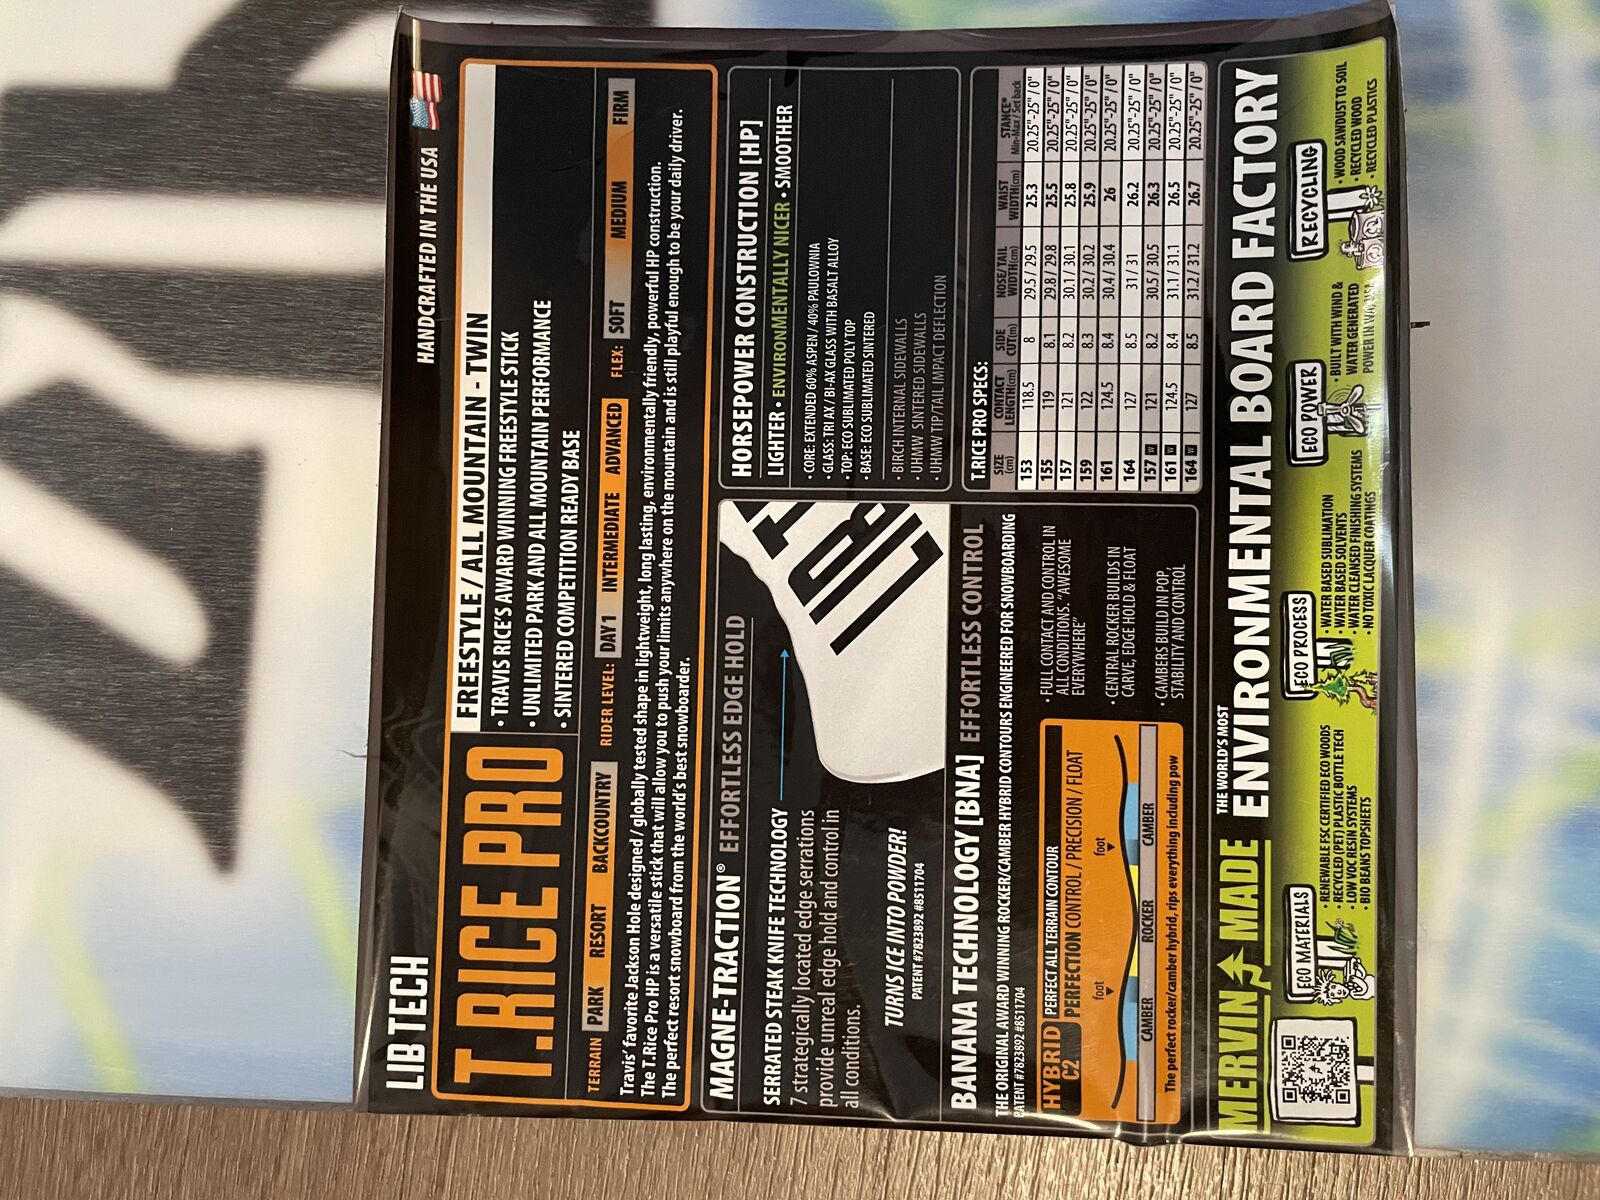 LIB TECH
HANDCRAFTED IN THE USA
T.RICE PRO
FREESTYLE / ALL MOUNTAIN - TWIN
• TRAVIS RICE'S AWARD WINNING FREESTYLE STICK
• UNLIMITED PARK AND ALL MOUNTAIN PERFORMANCE
• SINTERED COMPETITION READY BASE
TERRAIN PARK RESORT BACKCOUNTRY RIDER LEVEL: DAY 1 INTERMEDIATE ADVANCED FLEX: SOFT MEDIUM FIRM
Travis' favorite Jackson Hole designed / globally tested shape in lightweight, long lasting, environmentally friendly, powerful HP construction.
The T.Rice Pro HP is a versatile stick that will allow you to push your limits anywhere on the mountain and is still playful enough to be your daily driver.
The perfect resort snowboard from the world's best snowboarder.
MAGNE-TRACTION® EFFORTLESS EDGE HOLD
SERRATED STEAK KNIFE TECHNOLOGY
7 strategically located edge serrations
provide unreal edge hold and control in
all conditions.
TURNS ICE INTO POWDER!
PATENT #7823892 #8511704
LIB
HORSEPOWER CONSTRUCTION [HP]
LIGHTER • ENVIRONMENTALLY NICER • SMOOTHER
• CORE: EXTENDED 60% ASPEN / 40% PAULOWNIA
• GLASS: TRI AX / BI-AX GLASS WITH BASALT ALLOY
• TOP: ECO SUBLIMATED POLY TOP
• BASE: ECO SUBLIMATED SINTERED
• BIRCH INTERNAL SIDEWALLS
• UHMW SINTERED SIDEWALLS
• UHMW TIP/TAIL IMPACT DEFLECTION
BANANA TECHNOLOGY [BNA] EFFORTLESS CONTROL
THE ORIGINAL AWARD WINNING ROCKER/CAMBER HYBRID CONTOURS ENGINEERED FOR SNOWBOARDING
PATENT #7823892 #8511704
HYBRID C2
PERFECT ALL TERRAIN CONTOUR
PERFECTION CONTROL / PRECISION / FLOAT
foot foot
CAMBER ROCKER CAMBER
The perfect rocker/camber hybrid, rips everything including pow
• FULL CONTACT AND CONTROL IN
ALL CONDITIONS. "AWESOME
EVERYWHERE"
• CENTRAL ROCKER BUILDS IN
CARVE, EDGE HOLD & FLOAT
• CAMBERS BUILD IN POP,
STABILITY AND CONTROL
T.RICE PRO SPECS:
SIZE (cm) CONTACT LENGTH(cm) SIDE CUT(m) NOSE/TAIL WIDTH(cm) WAIST WIDTH(cm) STANCE* Min-Max / Set back
153 118.5 8 29.5 / 29.5 25.3 20.25"-25" / 0"
155 119 8.1 29.8 / 29.8 25.5 20.25"-25" / 0"
157 121 8.2 30.1 / 30.1 25.8 20.25"-25" / 0"
159 122 8.3 30.2 / 30.2 25.9 20.25"-25" / 0"
161 124.5 8.4 30.4 / 30.4 26 20.25"-25" / 0"
164 127 8.5 31 / 31 26.2 20.25"-25" / 0"
157 W 121 8.2 30.5 / 30.5 26.3 20.25"-25" / 0"
161 W 124.5 8.4 31.1 / 31.1 26.5 20.25"-25" / 0"
164 W 127 8.5 31.2 / 31.2 26.7 20.25"-25" / 0"
MERVIN MADE
THE WORLD'S MOST
ENVIRONMENTAL BOARD FACTORY
ECO MATERIALS
• RENEWABLE FSC CERTIFIED ECO WOODS
• RECYCLED (PET) PLASTIC BOTTLE TECH
• LOW VOC RESIN SYSTEMS
• BIO BEANS TOPSHEETS
ECO PROCESS
• WATER BASED SUBLIMATION
• WATER BASED SOLVENTS
• WATER CLEANSED FINISHING SYSTEMS
• NO TOXIC LACQUER COATINGS
ECO POWER
• BUILT WITH WIND &
WATER GENERATED
POWER IN WA, USA
RECYCLING
• WOOD SAWDUST TO SOIL
• RECYCLED WOOD
• RECYCLED PLASTICS